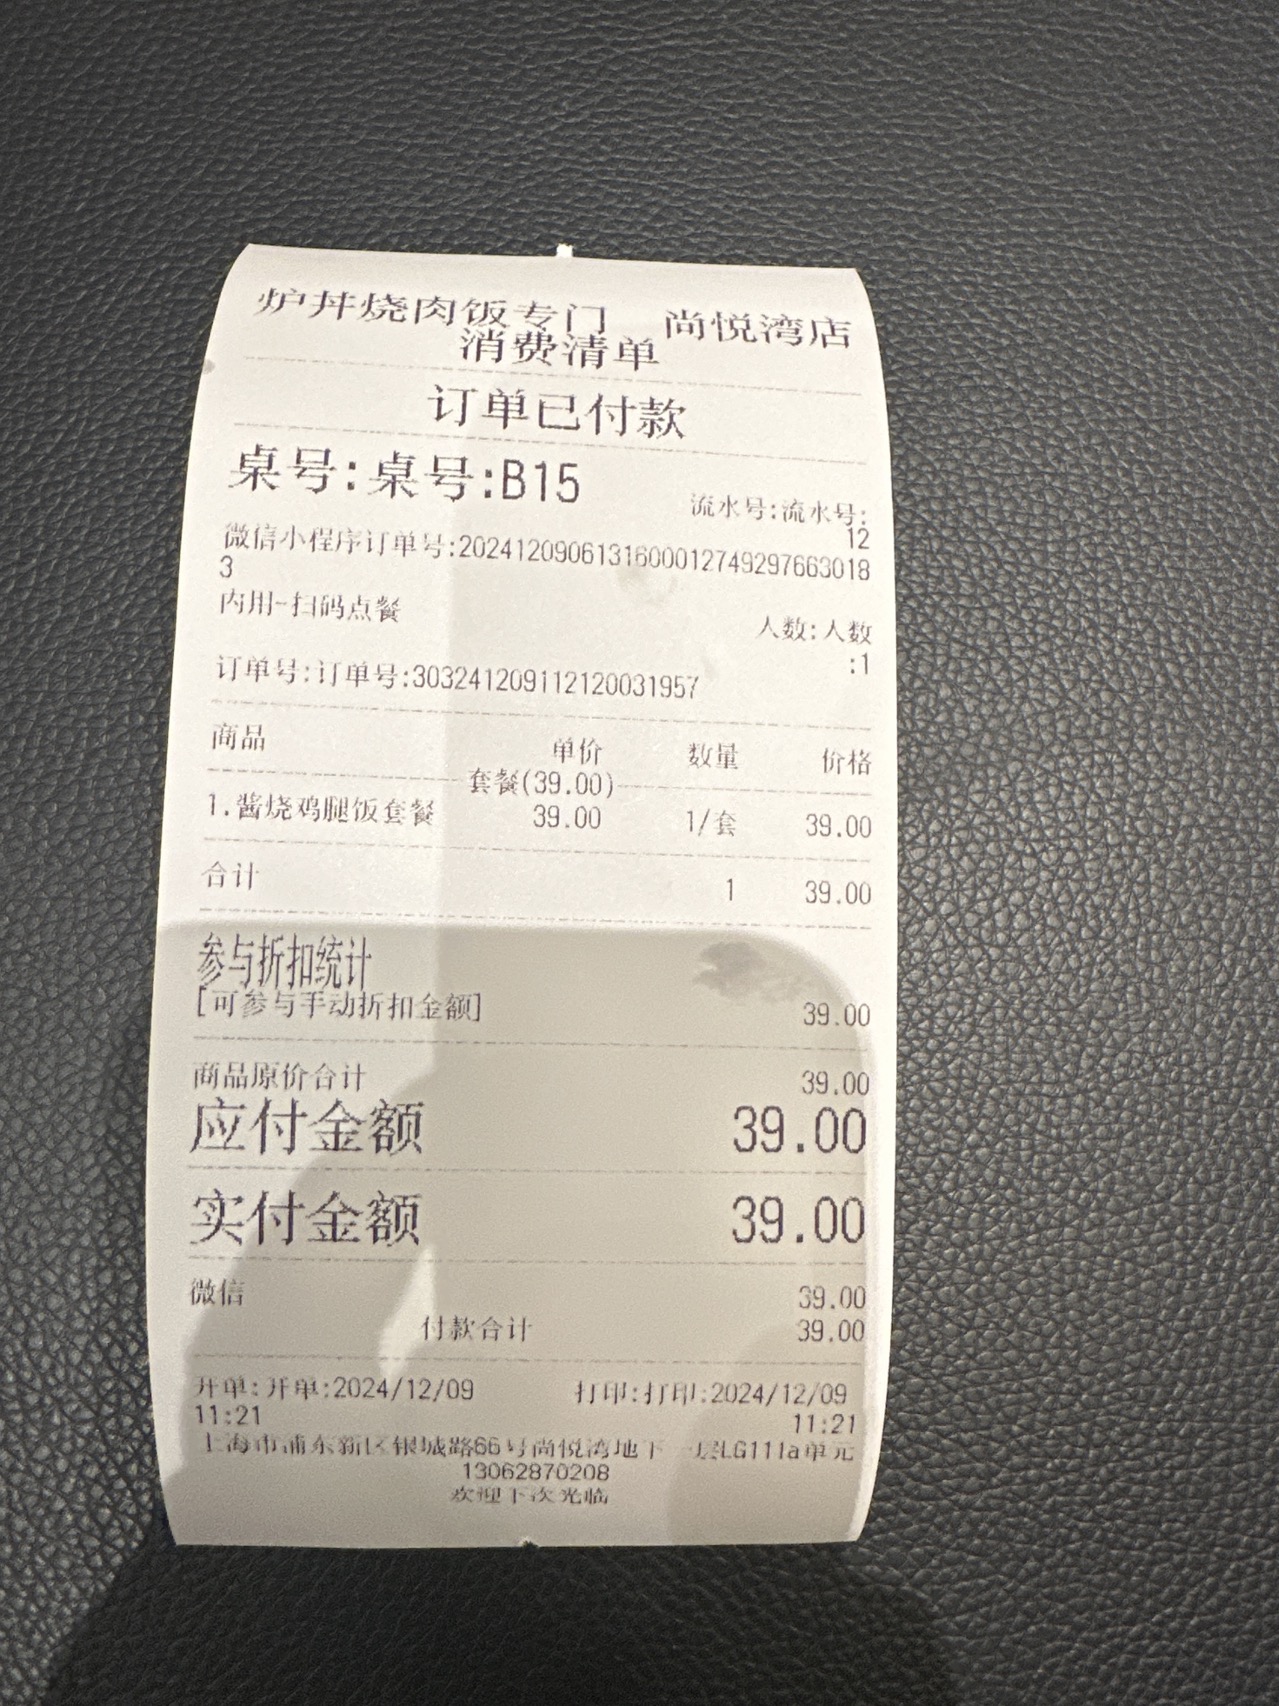 炉丼烧肉饭专门 尚悦湾店
消费清单
订单已付款
桌号:桌号:B15
流水号:流水号:
12
微信小程序订单号:2024120906131600012749297663018
3
内用-扫码点餐
人数:人数
:1
订单号:订单号:303241209112120031957
商品 单价 数量 价格
套餐(39.00)
1.酱烧鸡腿饭套餐 39.00 1/套 39.00
合计 1 39.00
参与折扣统计
[可参与手动折扣金额] 39.00
商品原价合计 39.00
应付金额 39.00
实付金额 39.00
微信 39.00
付款合计 39.00
开单:开单:2024/12/09 打印:打印:2024/12/09
11:21 11:21
上海市浦东新区银城路66号尚悦湾地下一层LG111a单元
13062870208
欢迎下次光临